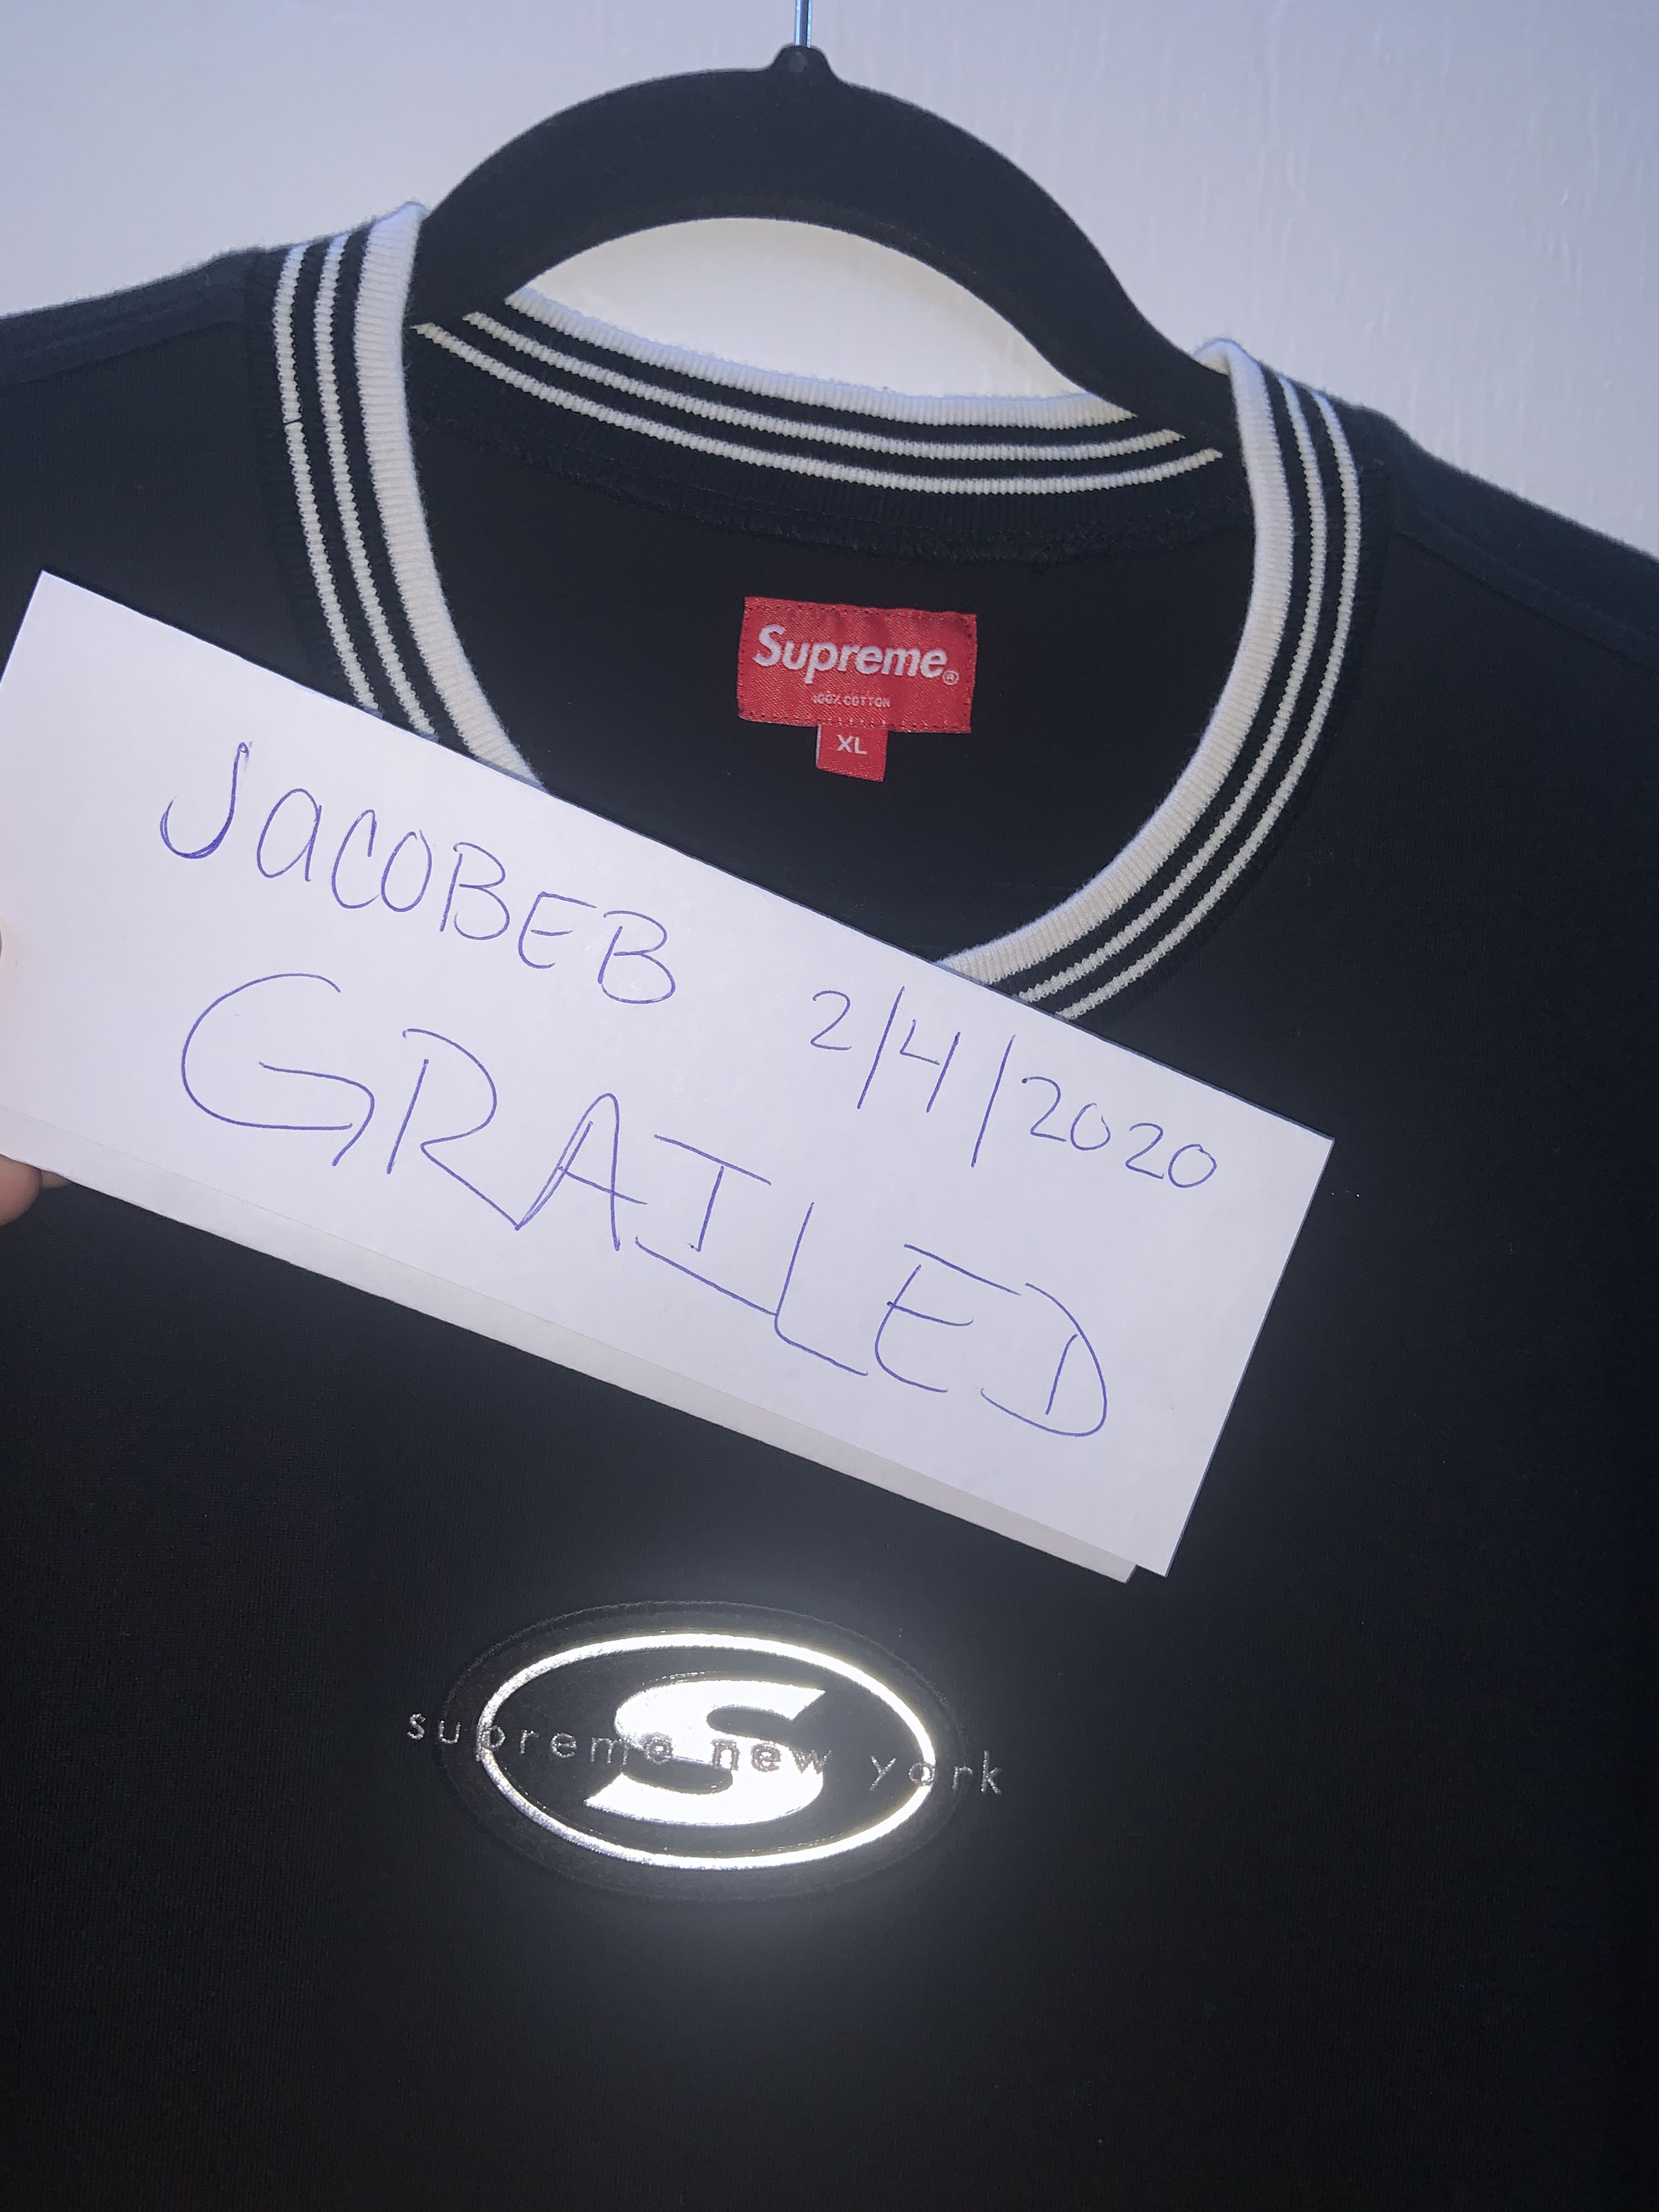 Supreme®
100% COTTON
XL
JacoBEB 2/4/2020
GRAILED
S
supreme new york